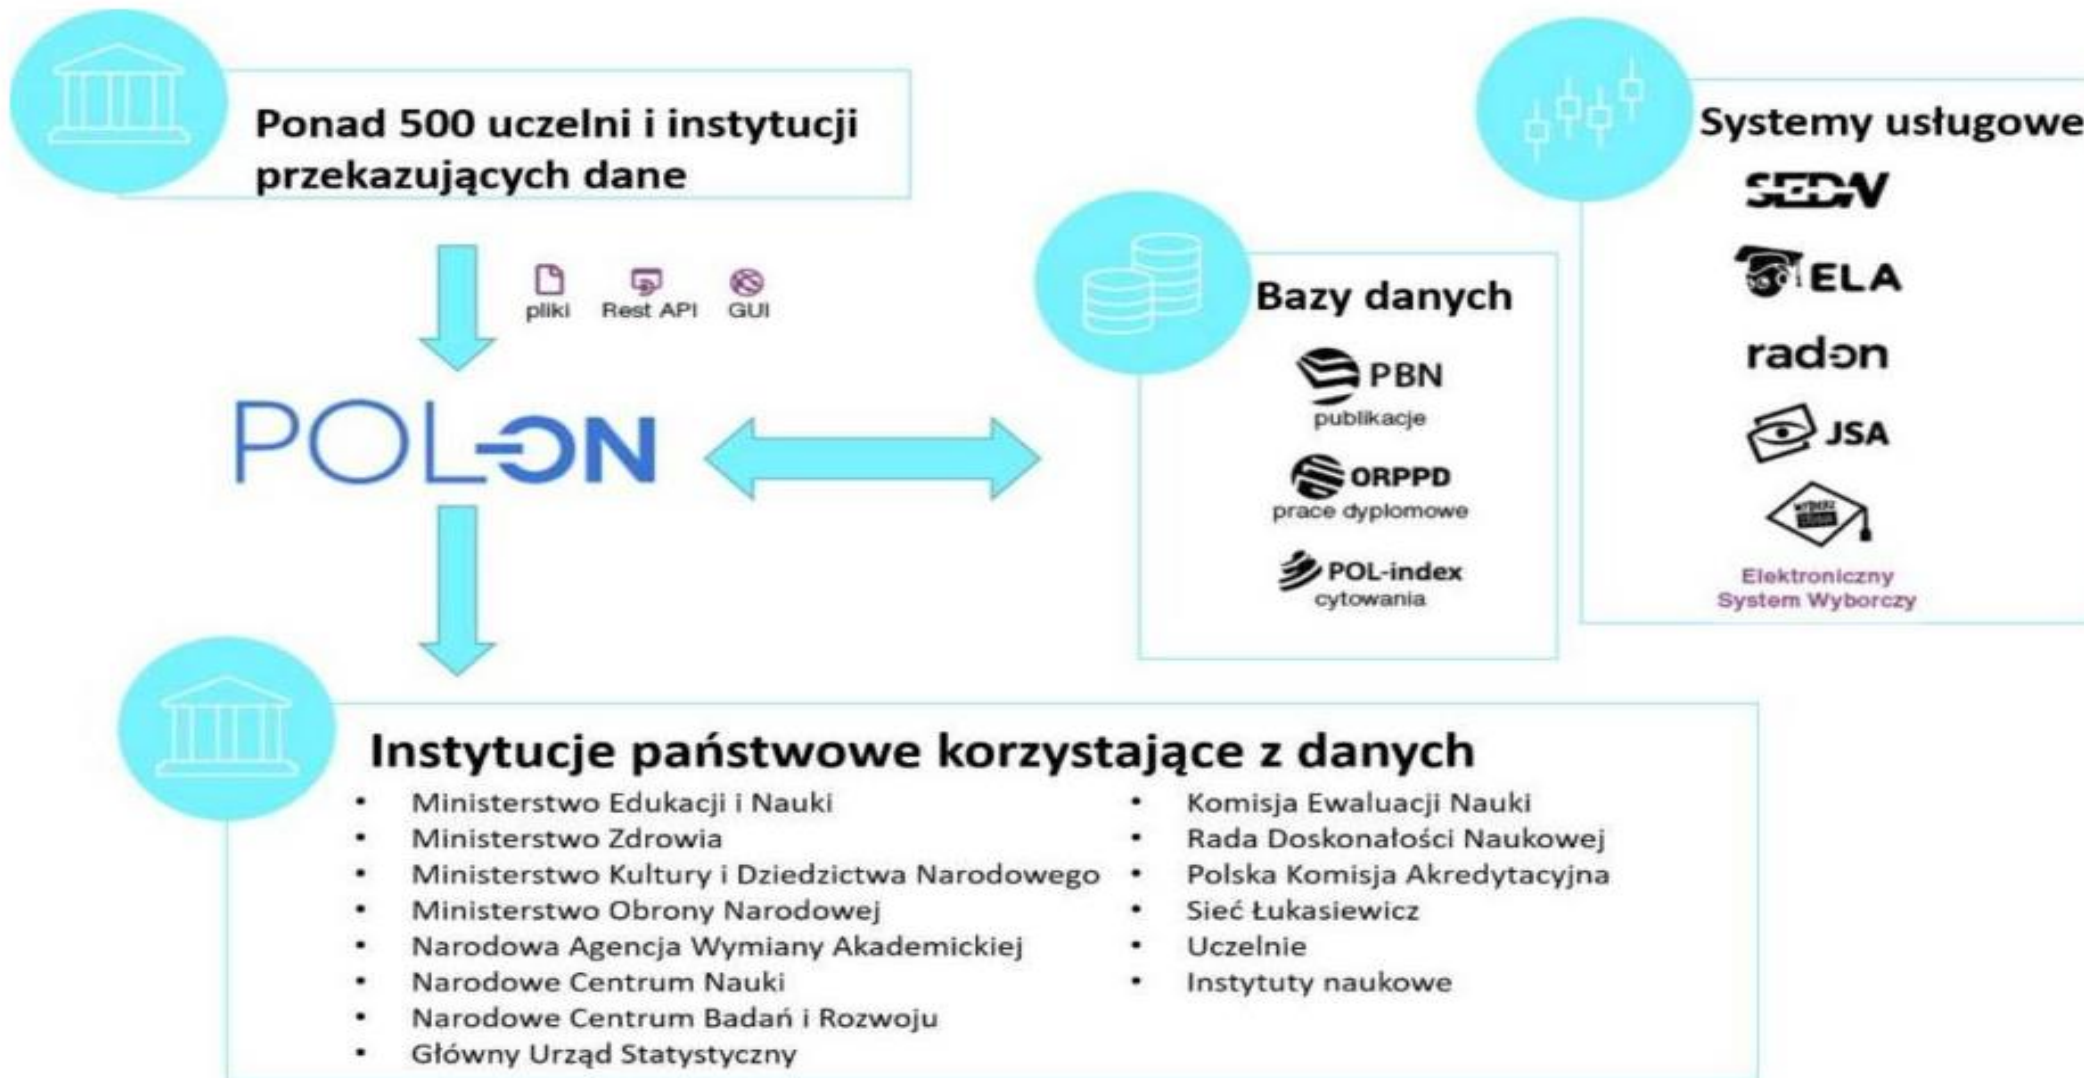 Ponad 500 uczelni i instytucji
przekazujących dane
pliki Rest API GUI
POL-ON
Bazy danych
PBN
publikacje
ORPPD
prace dyplomowe
POL-index
cytowania
Systemy usługowe
SEDN
ELA
radon
JSA
WYBIERZ
Elektroniczny
System Wyborczy
Instytucje państwowe korzystające z danych
• Ministerstwo Edukacji i Nauki
• Ministerstwo Zdrowia
• Ministerstwo Kultury i Dziedzictwa Narodowego
• Ministerstwo Obrony Narodowej
• Narodowa Agencja Wymiany Akademickiej
• Narodowe Centrum Nauki
• Narodowe Centrum Badań i Rozwoju
• Główny Urząd Statystyczny
• Komisja Ewaluacji Nauki
• Rada Doskonałości Naukowej
• Polska Komisja Akredytacyjna
• Sieć Łukasiewicz
• Uczelnie
• Instytuty naukowe